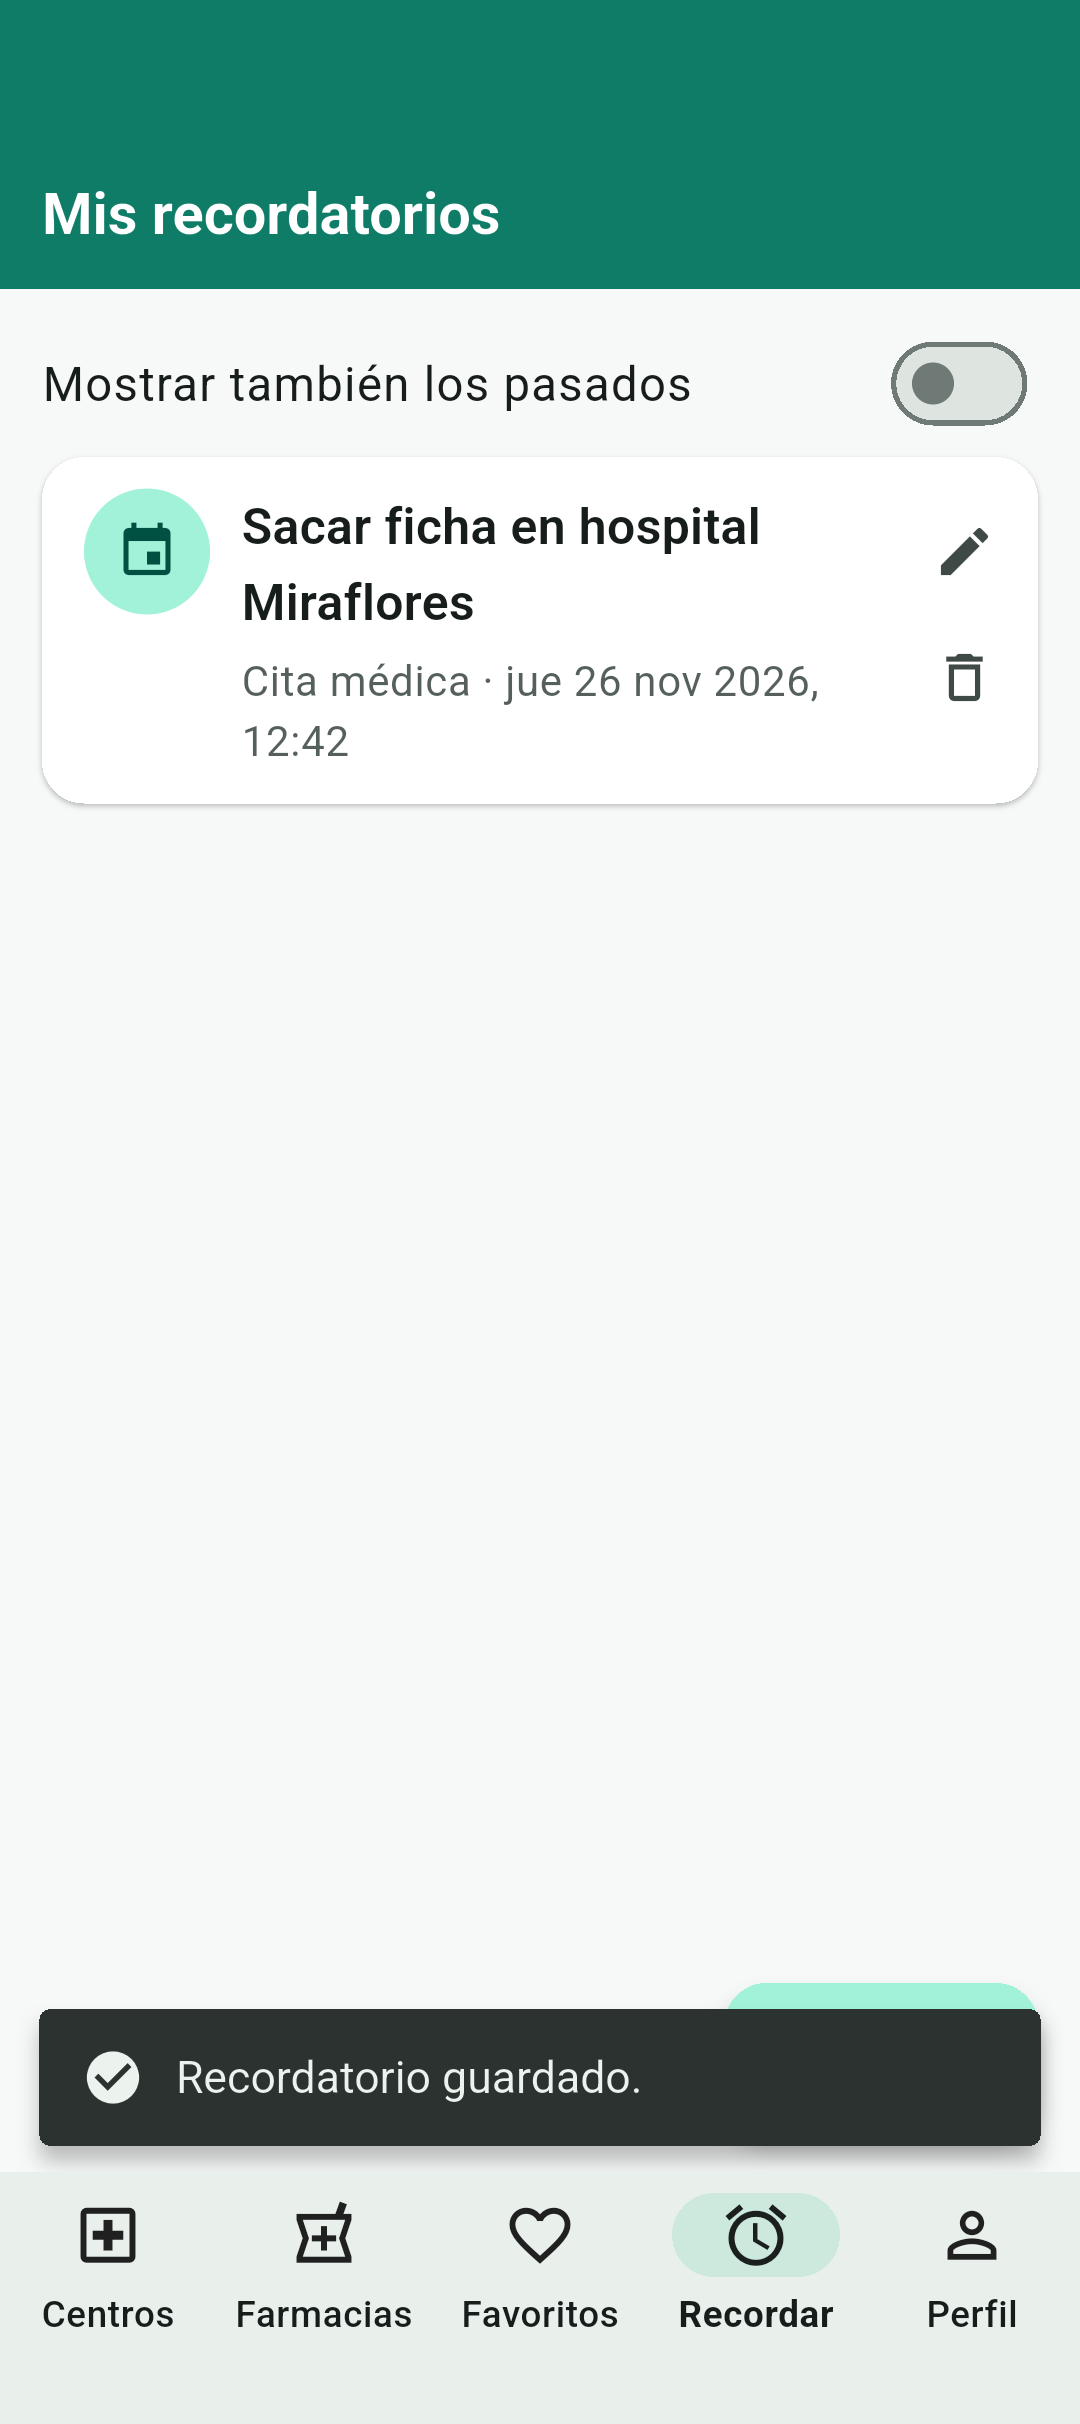 Mis recordatorios
Mostrar también los pasados
Sacar ficha en hospital
Miraflores
Cita médica · jue 26 nov 2026,
12:42
Recordatorio guardado.
Centros
Farmacias
Favoritos
Recordar
Perfil